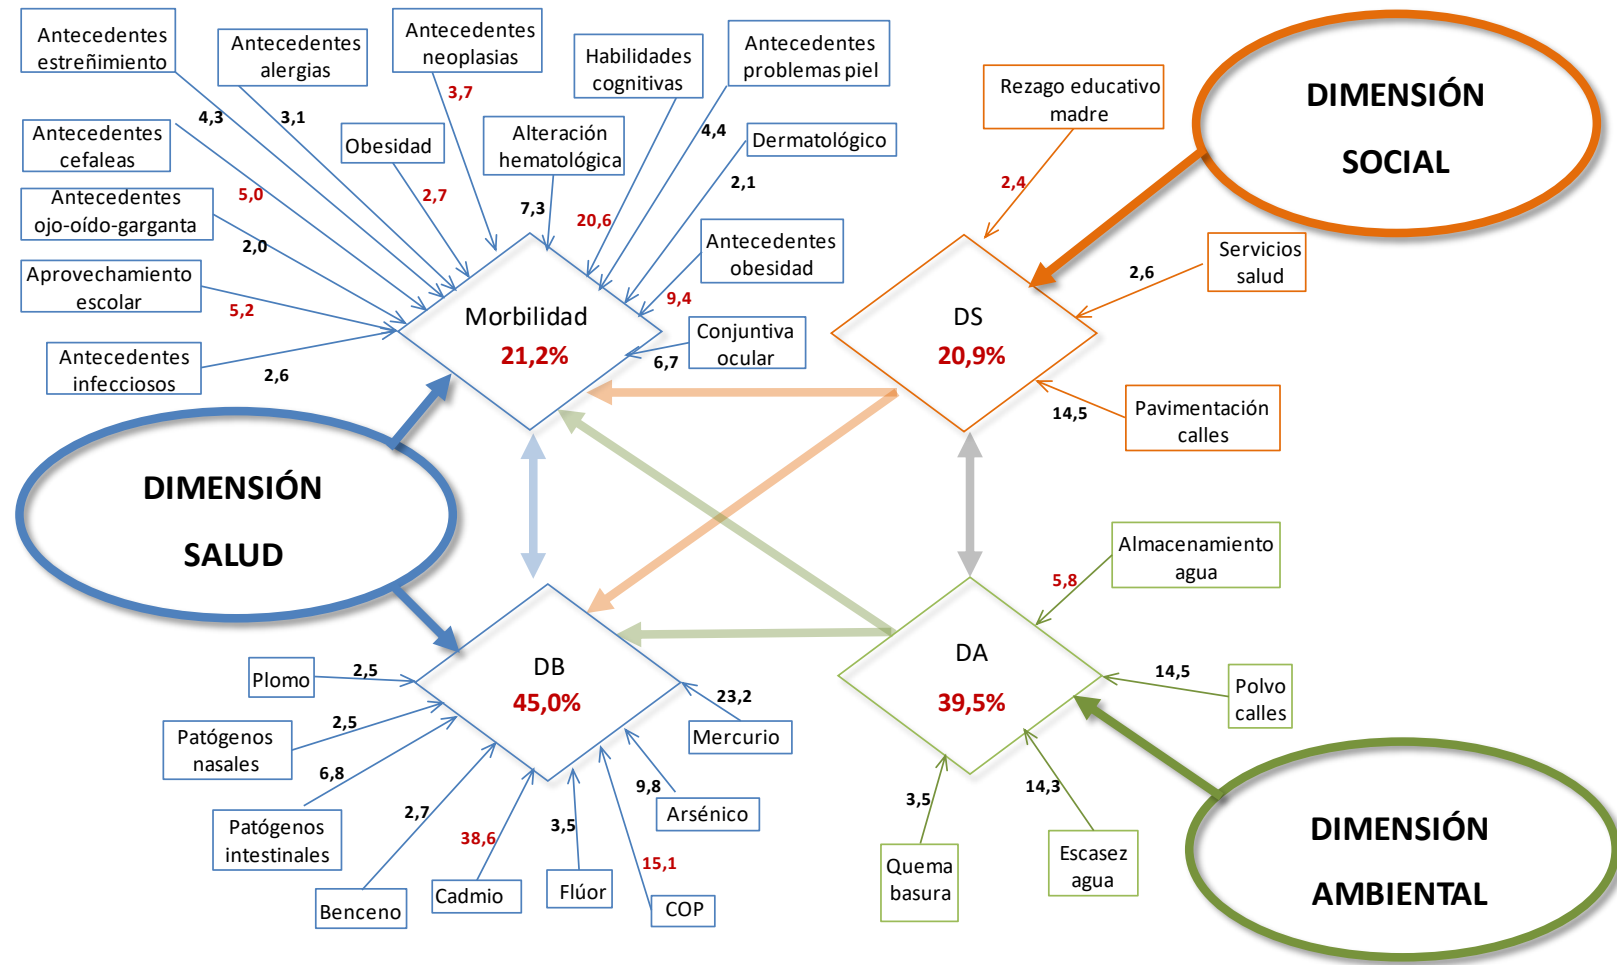 Antecedentes
estreñimiento
Antecedentes
alergias
Antecedentes
neoplasias
Habilidades
cognitivas
Antecedentes
problemas piel
Rezago educativo
madre
DIMENSIÓN
SOCIAL
4,3
3,1
3,7
4,4
2,4
Antecedentes
cefaleas
Obesidad
Alteración
hematológica
Dermatológico
5,0
2,7
7,3
20,6
2,1
Antecedentes
ojo-oído-garganta
2,0
Antecedentes
obesidad
9,4
Servicios
salud
2,6
Aprovechamiento
escolar
5,2
Morbilidad
21,2%
Conjuntiva
ocular
6,7
DS
20,9%
Antecedentes
infecciosos
2,6
Pavimentación
calles
14,5
DIMENSIÓN
SALUD
Almacenamiento
agua
5,8
Plomo
2,5
DB
45,0%
23,2
Mercurio
DA
39,5%
14,5
Polvo
calles
Patógenos
nasales
2,5
6,8
Patógenos
intestinales
2,7
Benceno
38,6
Cadmio
3,5
Flúor
9,8
Arsénico
15,1
COP
3,5
Quema
basura
14,3
Escasez
agua
DIMENSIÓN
AMBIENTAL